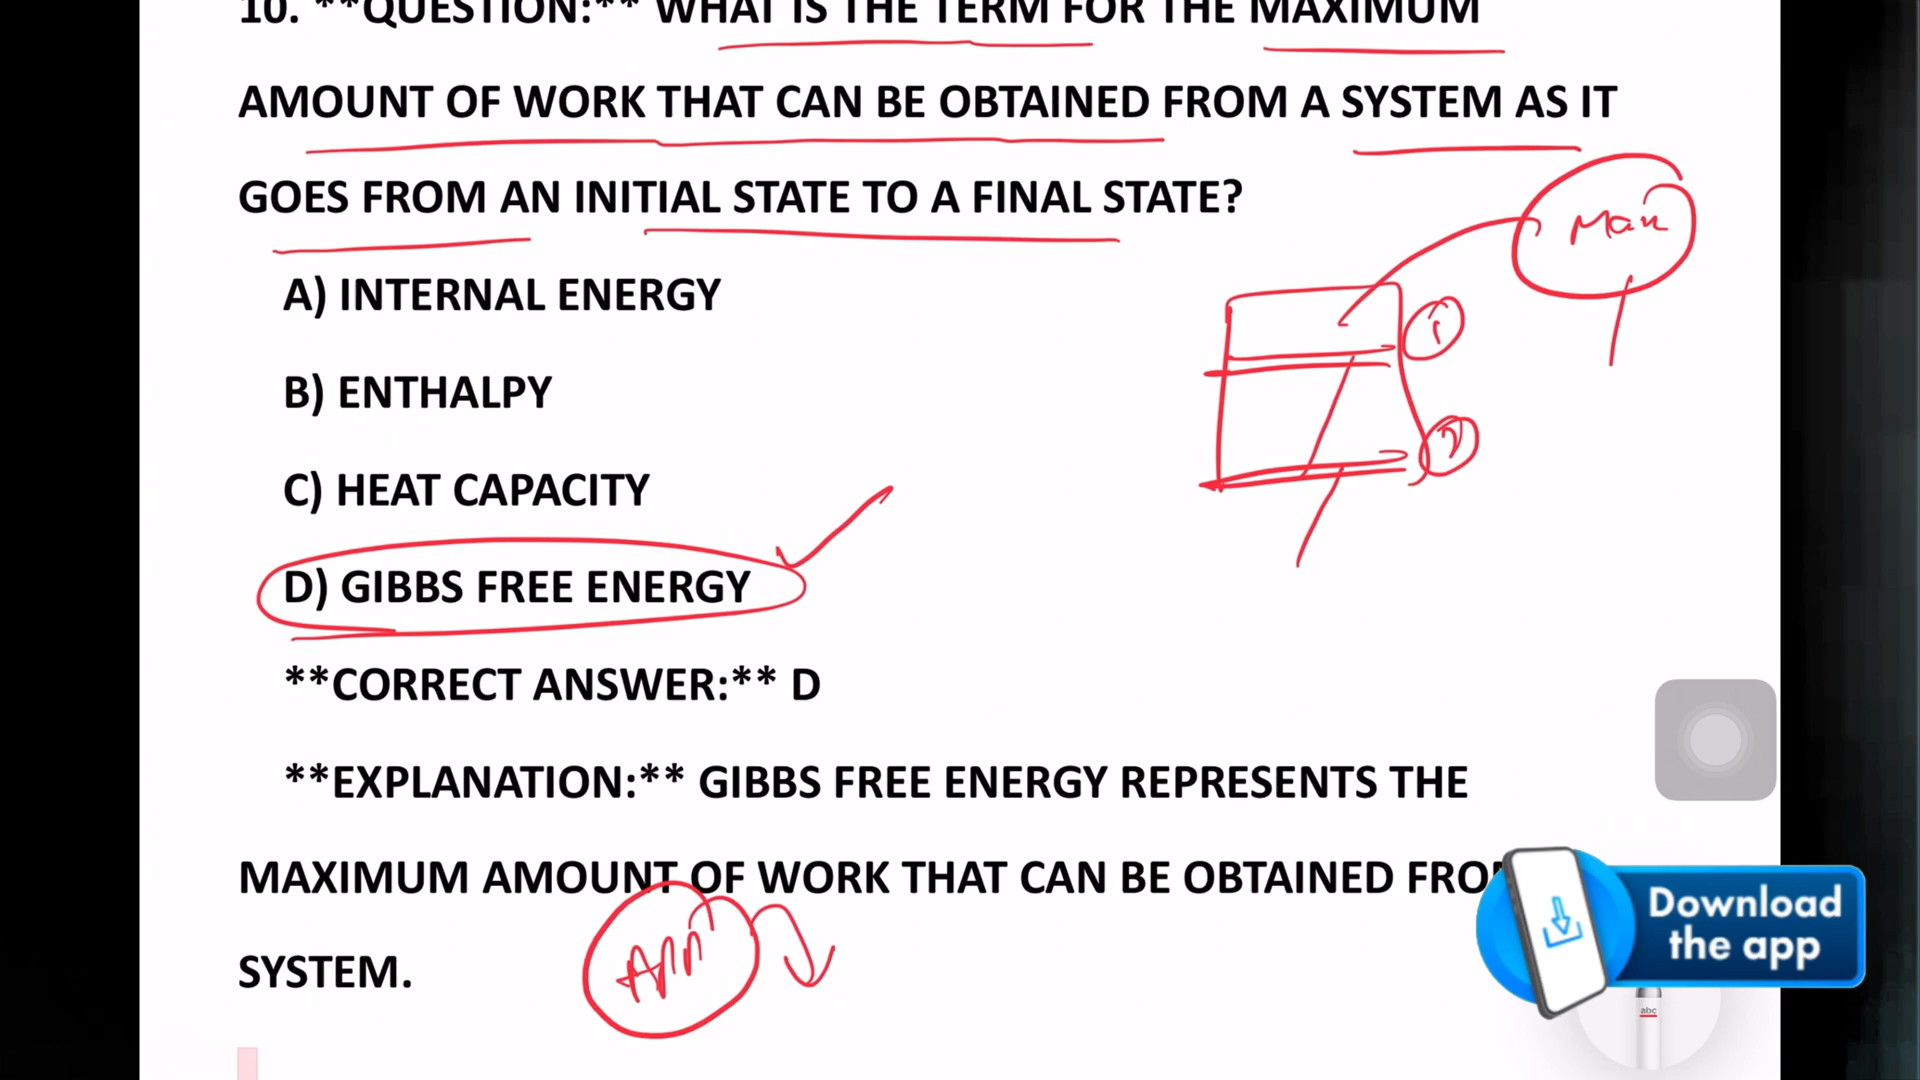 10. **QUESTION:** WHAT IS THE TERM FOR THE MAXIMUM
AMOUNT OF WORK THAT CAN BE OBTAINED FROM A SYSTEM AS IT
GOES FROM AN INITIAL STATE TO A FINAL STATE?
Max
A) INTERNAL ENERGY
1
B) ENTHALPY
2
C) HEAT CAPACITY
D) GIBBS FREE ENERGY
**CORRECT ANSWER:** D
**EXPLANATION:** GIBBS FREE ENERGY REPRESENTS THE
MAXIMUM AMOUNT OF WORK THAT CAN BE OBTAINED
SYSTEM.
Download
the app
abc